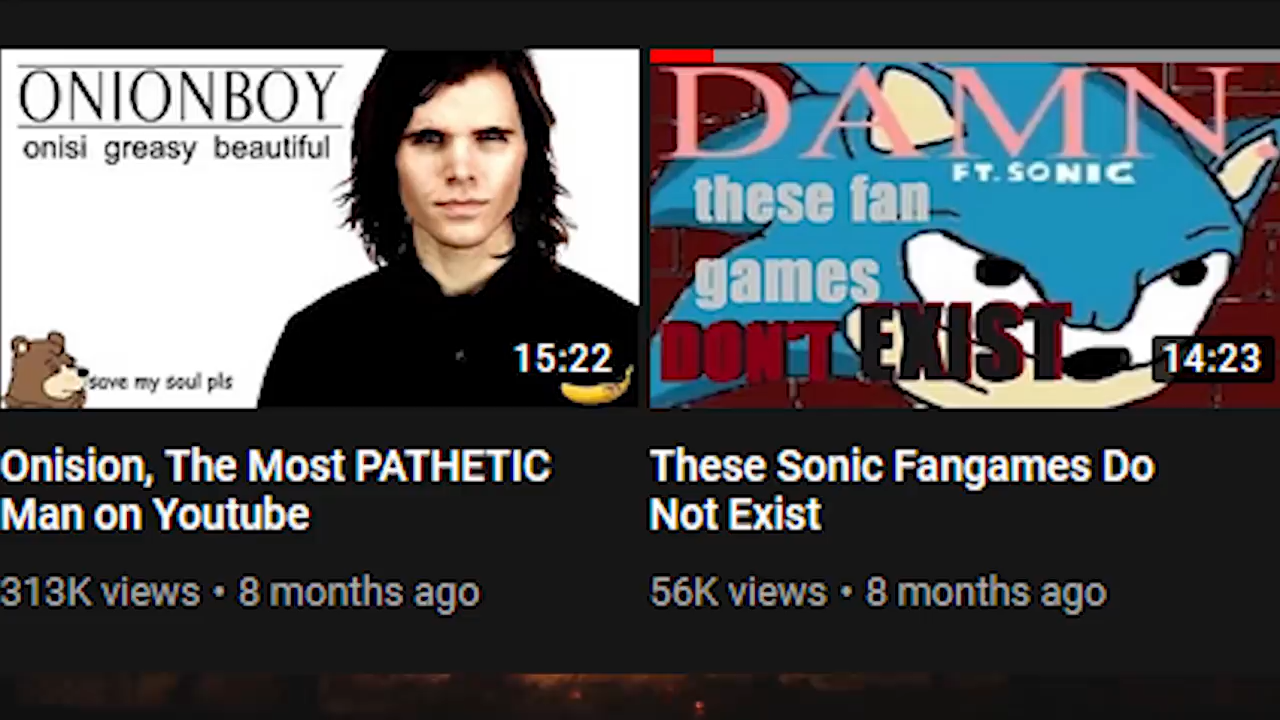 ONIONBOY
onisi greasy beautiful
save my soul pls
15:22
Onision, The Most PATHETIC
Man on Youtube
313K views • 8 months ago
DAMN.
FT. SONIC
these fan
games
DON'T EXIST
14:23
These Sonic Fangames Do
Not Exist
56K views • 8 months ago